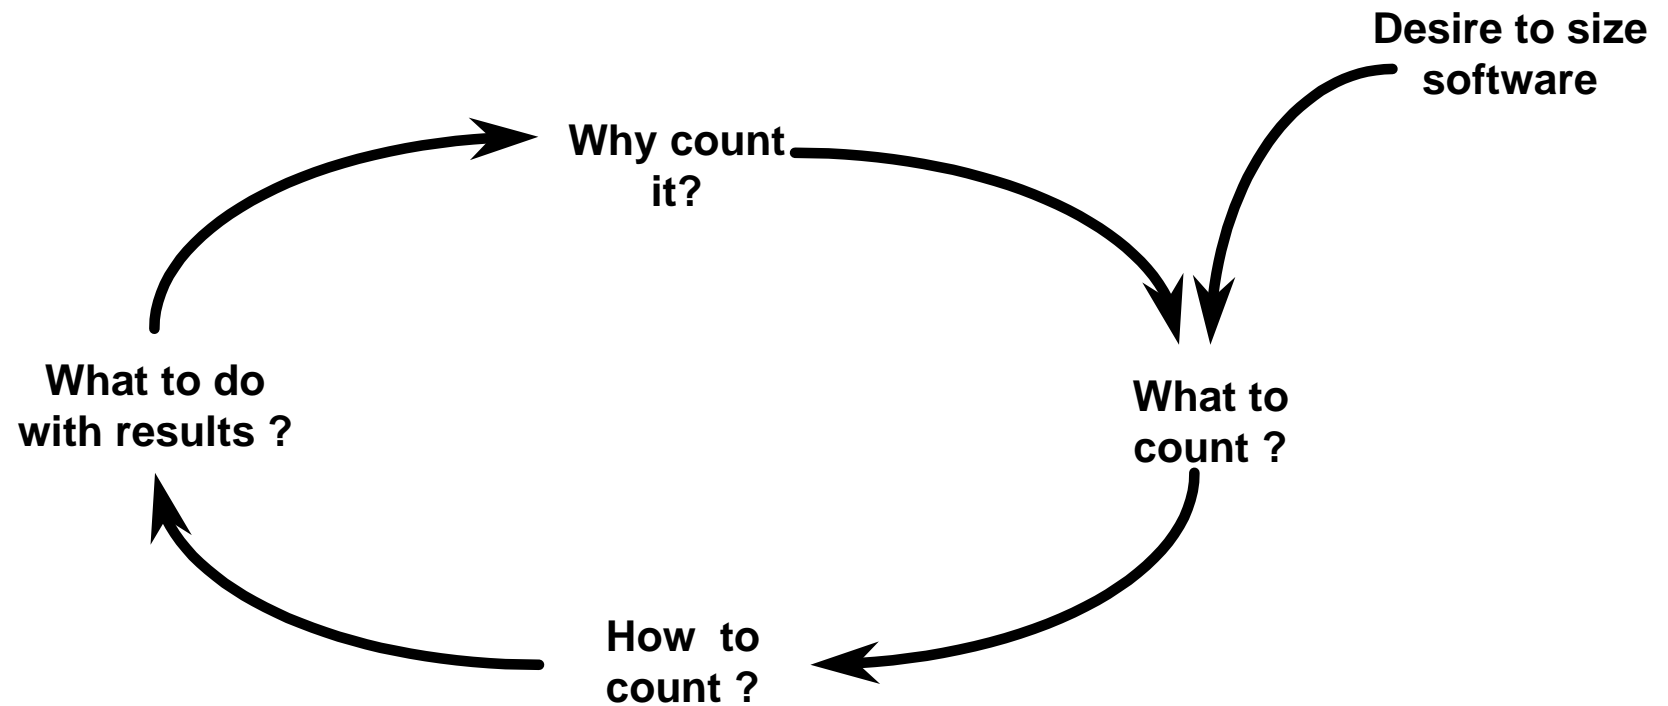 Desire to size
software
Why count
it?
What to do
with results ?
What to
count ?
How to
count ?